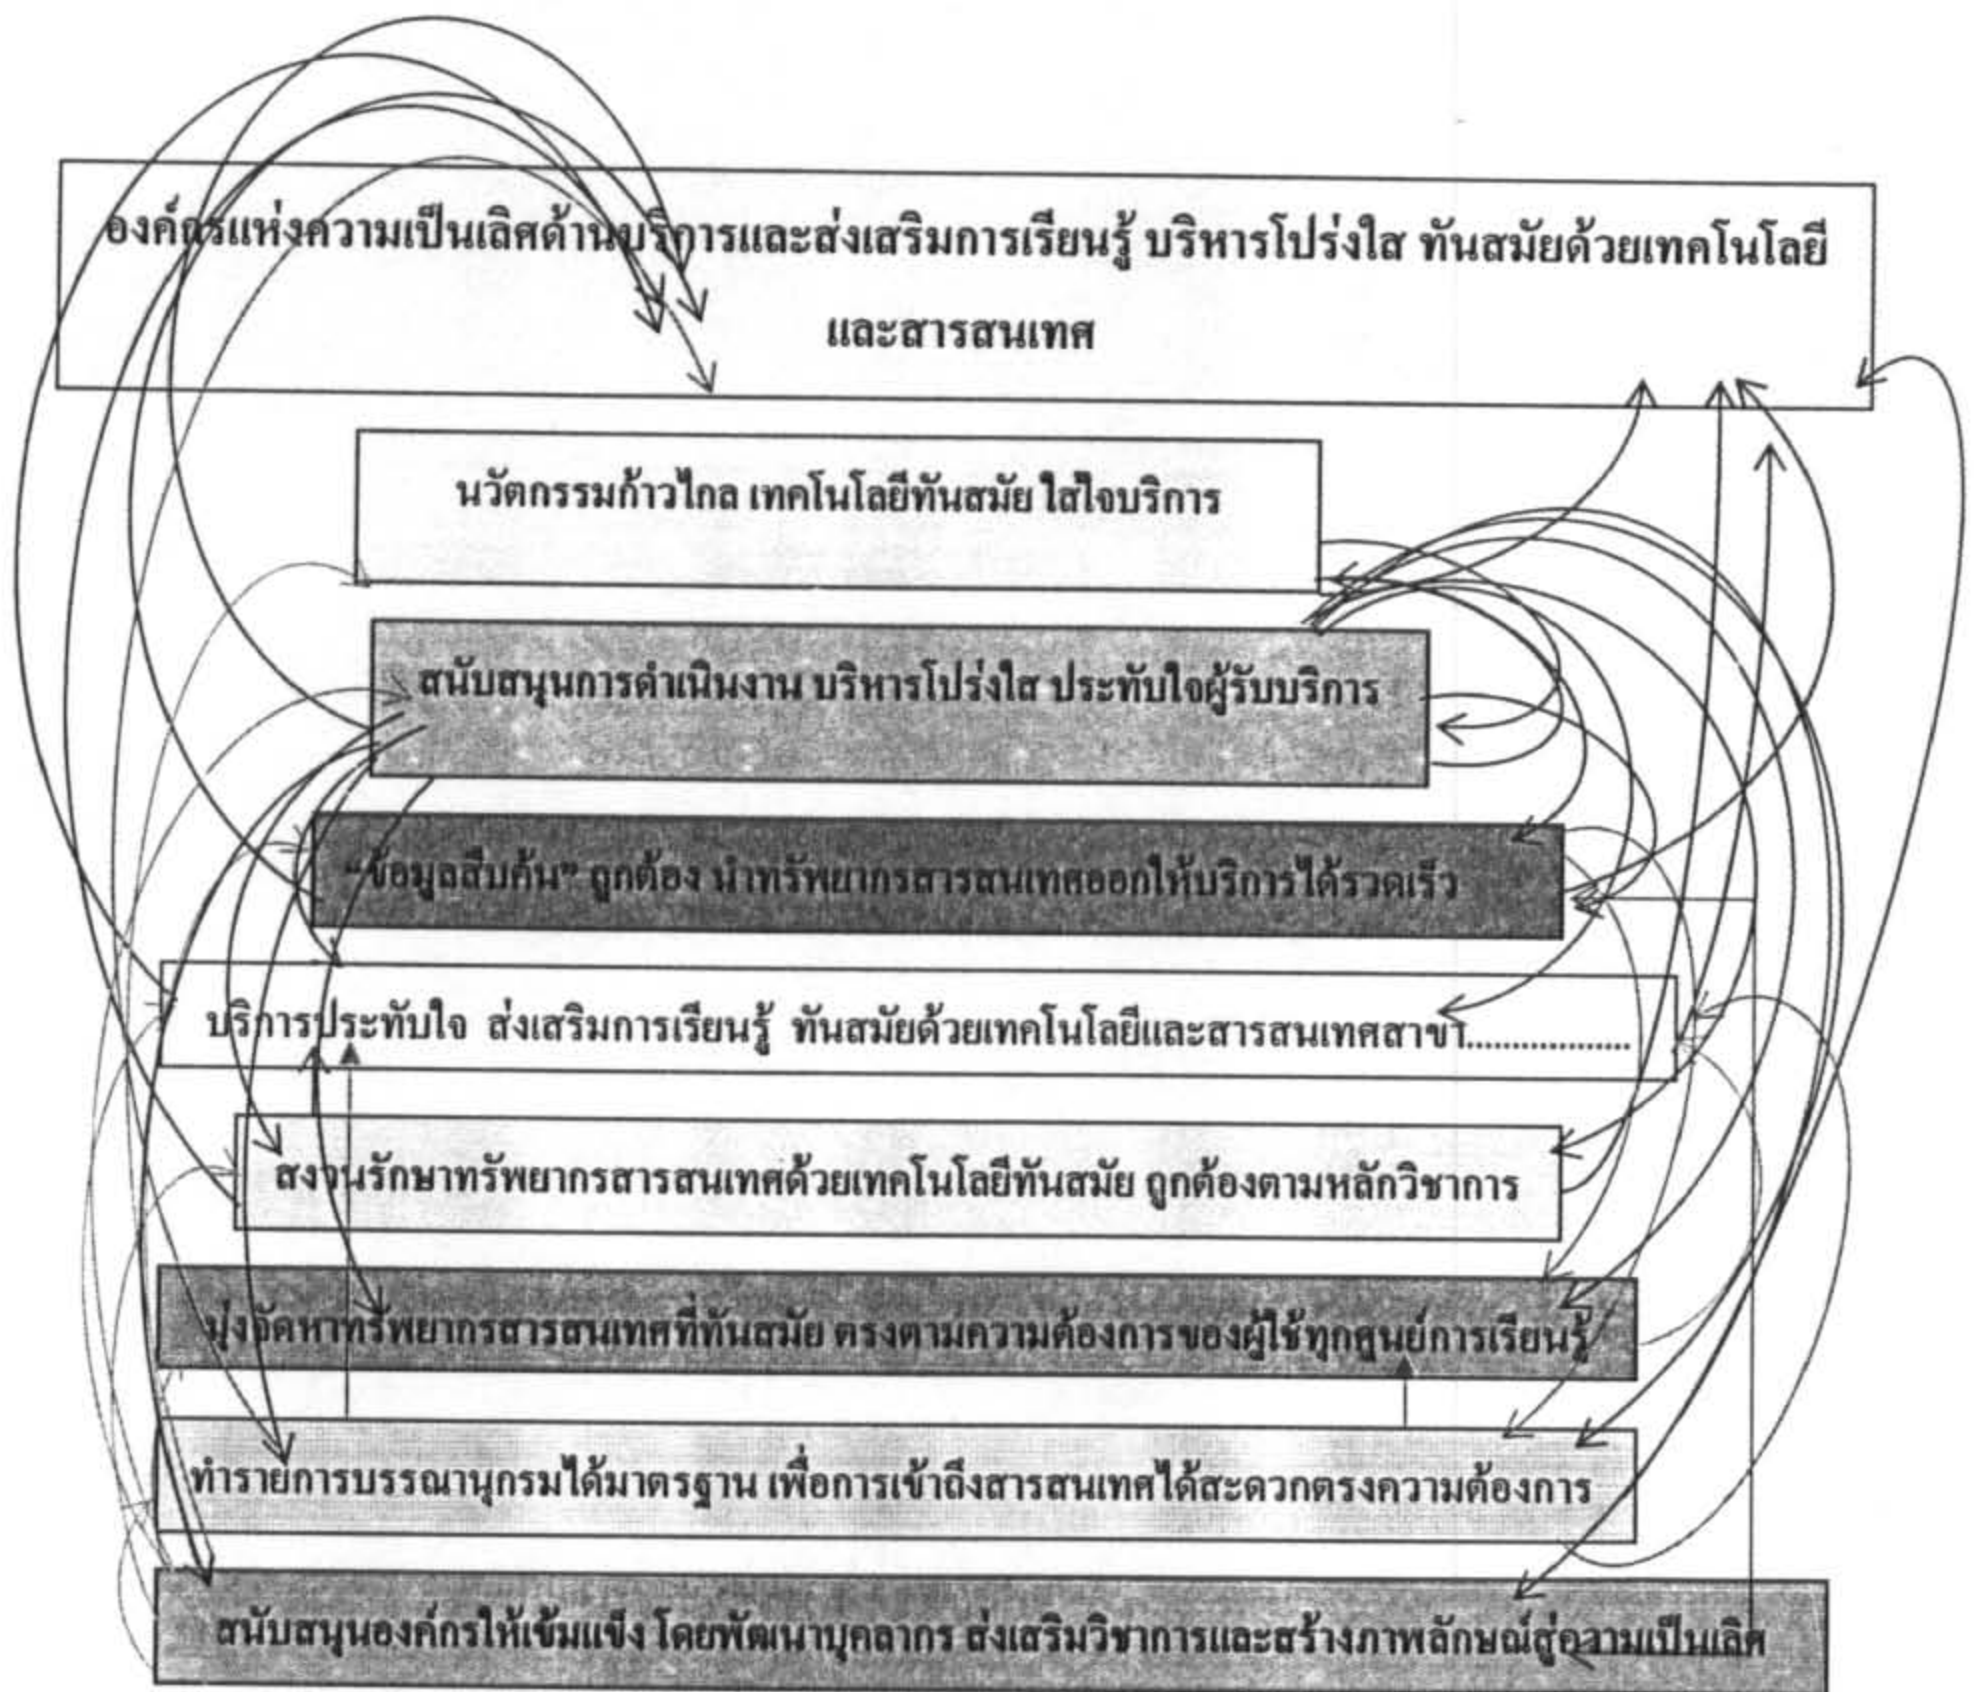 องค์กรแห่งความเป็นเลิศด้านบริการและส่งเสริมการเรียนรู้ บริหารโปร่งใส ทันสมัยด้วยเทคโนโลยี
และสารสนเทศ
นวัตกรรมก้าวไกล เทคโนโลยีทันสมัย ใส่ใจบริการ
สนับสนุนการดำเนินงาน บริหารโปร่งใส ประทับใจผู้รับบริการ
“ข้อมูลสืบค้น” ถูกต้อง นำทรัพยากรสารสนเทศออกให้บริการได้รวดเร็ว
บริการประทับใจ ส่งเสริมการเรียนรู้ ทันสมัยด้วยเทคโนโลยีและสารสนเทศสาขา..................
สงวนรักษาทรัพยากรสารสนเทศด้วยเทคโนโลยีทันสมัย ถูกต้องตามหลักวิชาการ
มุ่งจัดหาทรัพยากรสารสนเทศที่ทันสมัย ตรงตามความต้องการของผู้ใช้ทุกศูนย์การเรียนรู้
ทำรายการบรรณานุกรมได้มาตรฐาน เพื่อการเข้าถึงสารสนเทศได้สะดวกตรงความต้องการ
สนับสนุนองค์กรให้เข้มแข็ง โดยพัฒนาบุคลากร ส่งเสริมวิชาการและสร้างภาพลักษณ์สู่ความเป็นเลิศ